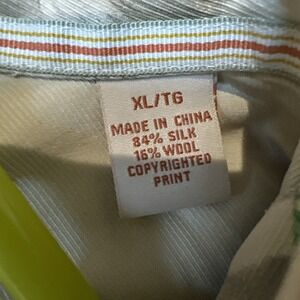 XL/TG
MADE IN CHINA
84% SILK
16% WOOL
COPYRIGHTED
PRINT